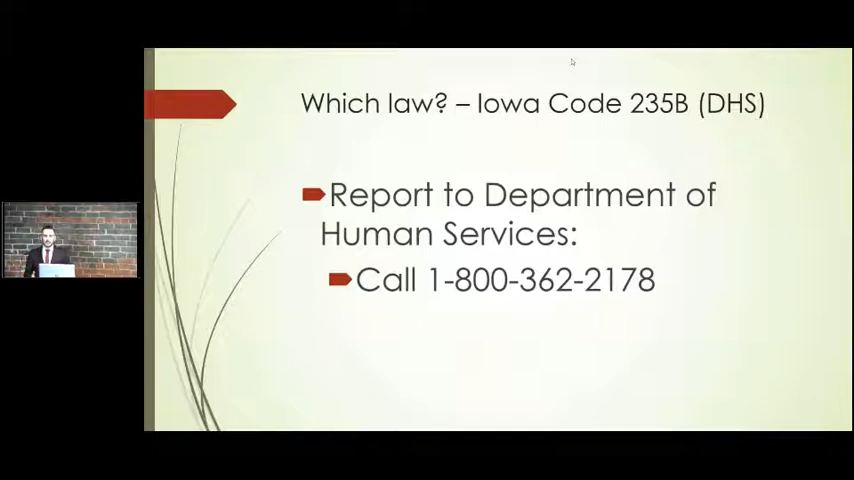 Which law? – Iowa Code 235B (DHS)
Report to Department of
Human Services:
Call 1-800-362-2178